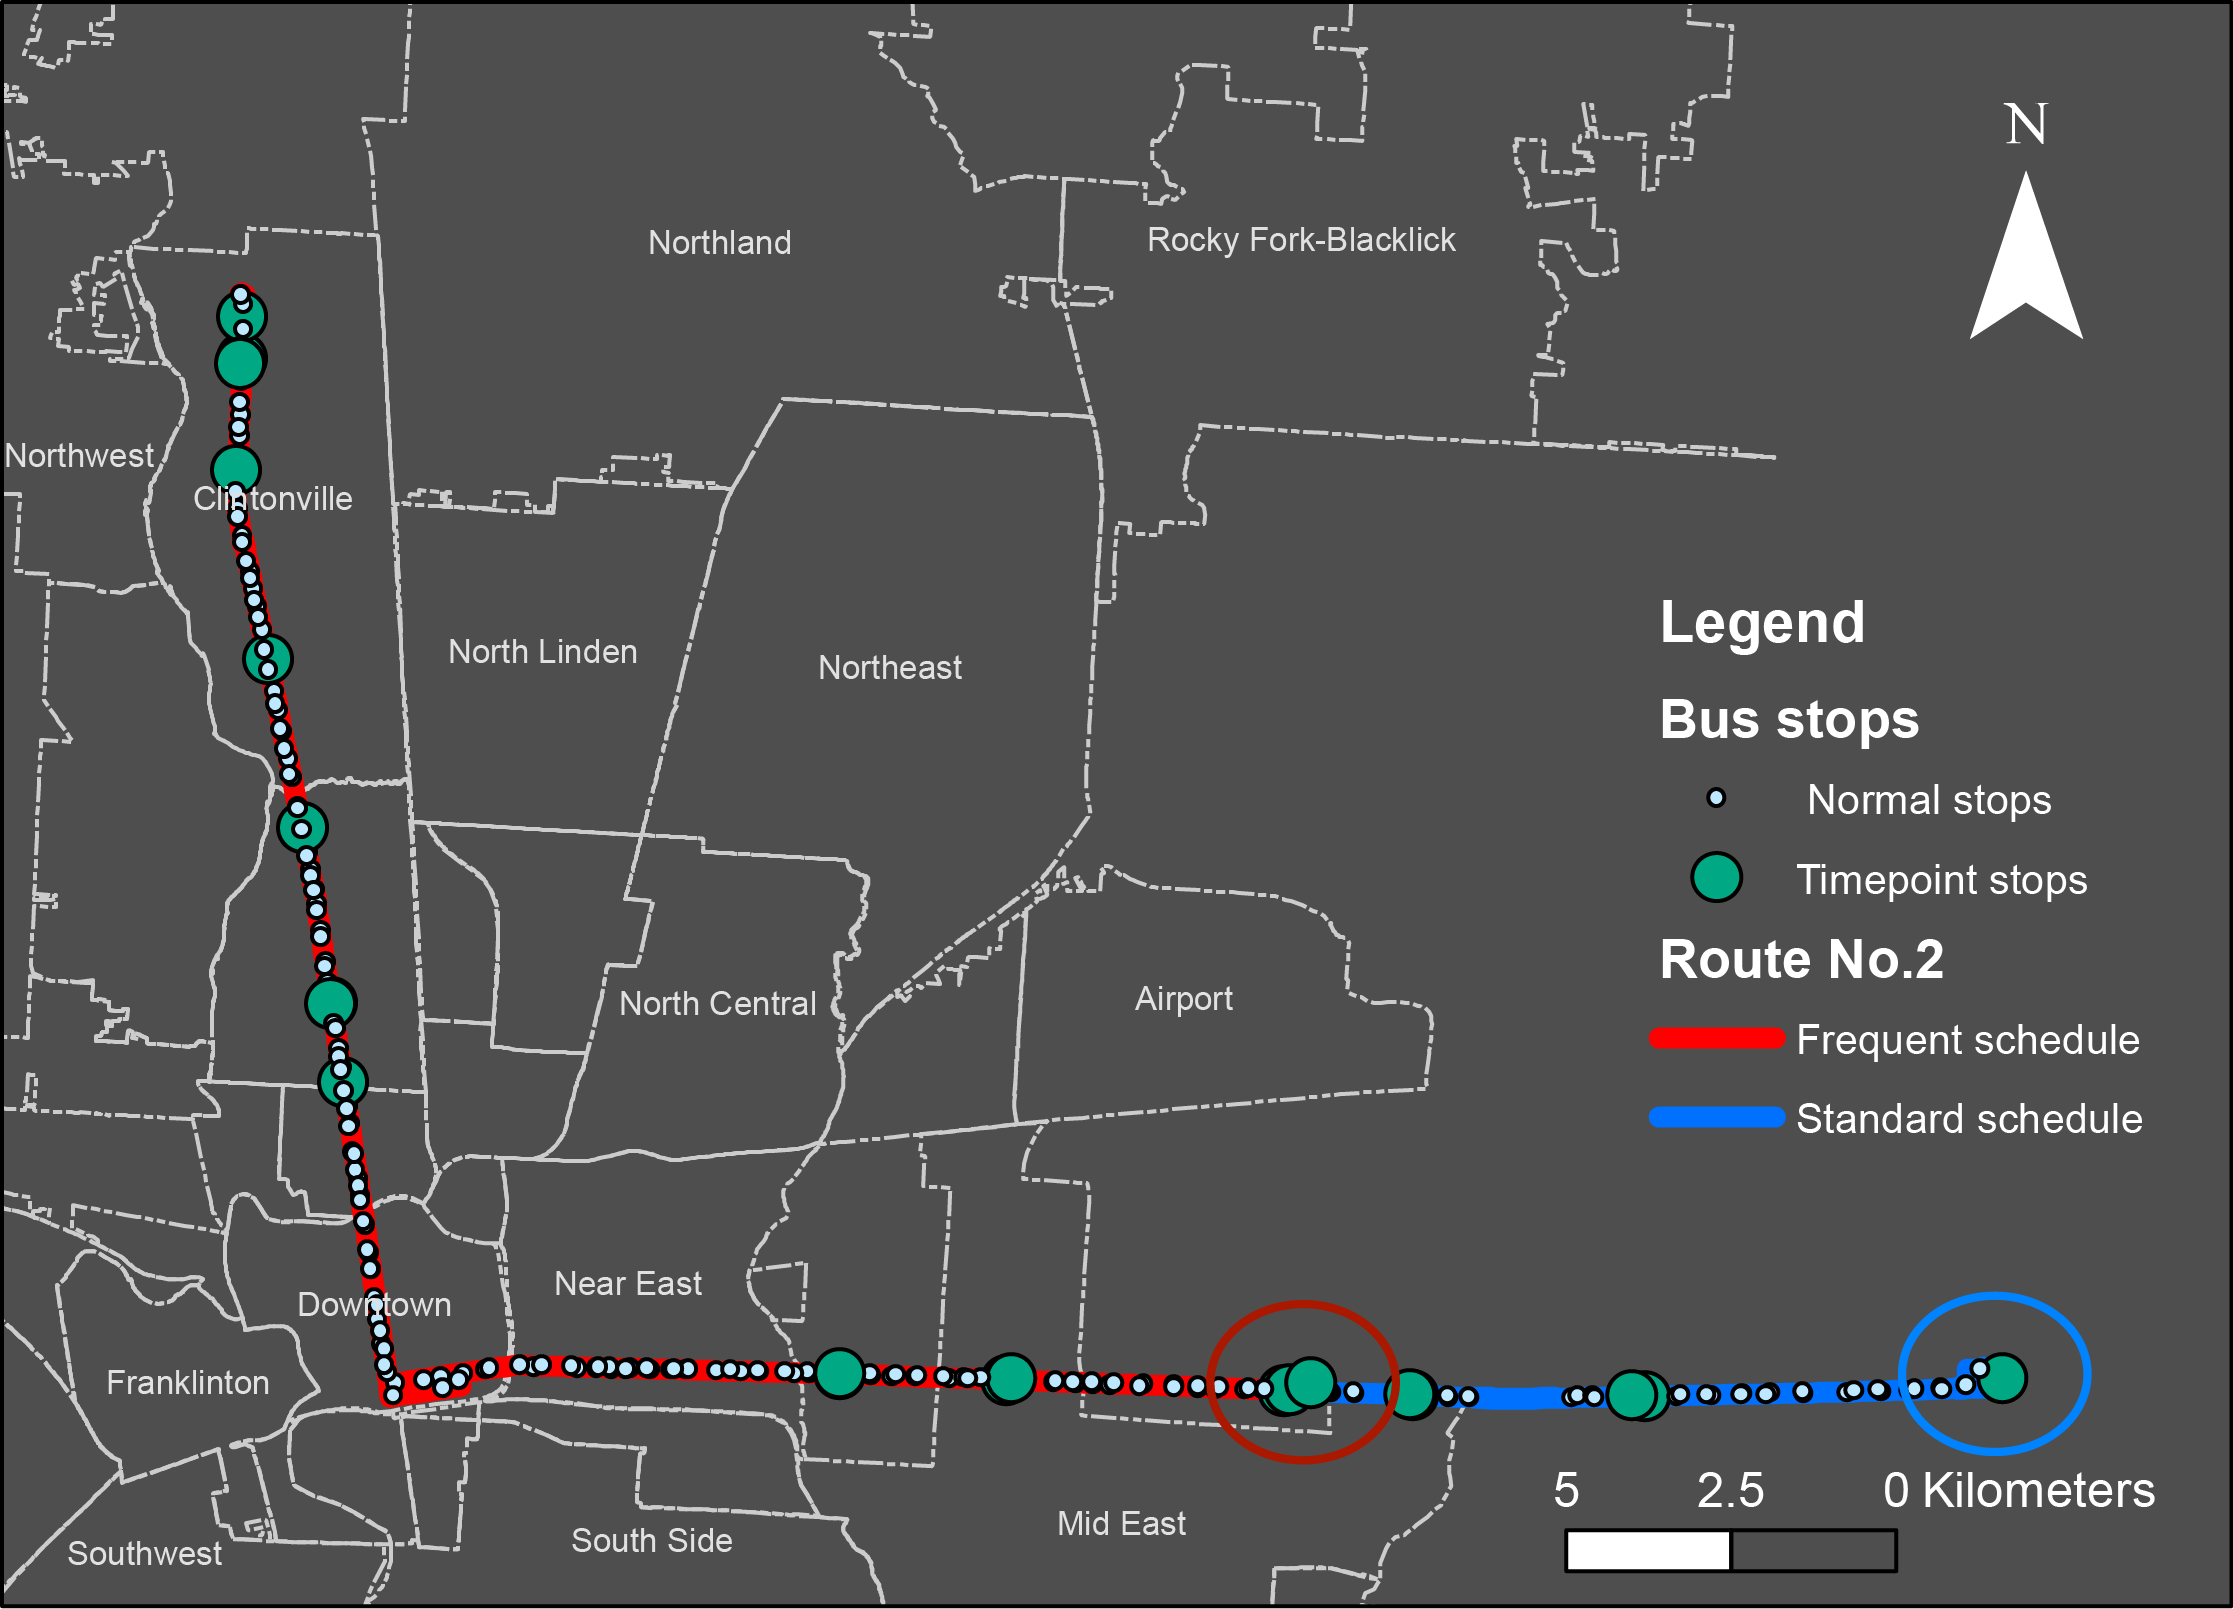 N
Northland
Rocky Fork-Blacklick
Northwest
Clintonville
North Linden
Northeast
Legend
Bus stops
Normal stops
Timepoint stops
Route No.2
Frequent schedule
Standard schedule
North Central
Airport
Near East
Downtown
Franklinton
5 2.5 0 Kilometers
Mid East
South Side
Southwest